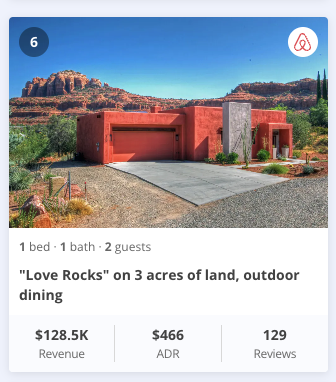 6
1 bed · 1 bath · 2 guests
"Love Rocks" on 3 acres of land, outdoor
dining
$128.5K $466 129
Revenue ADR Reviews